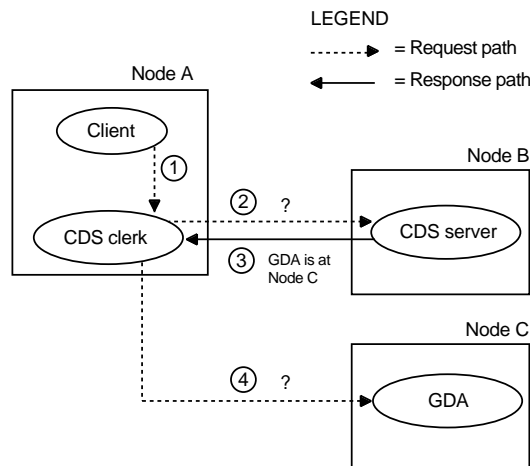 LEGEND
= Request path
= Response path
Node A
Client
1
Node B
2 ?
CDS clerk
CDS server
3 GDA is at
Node C
Node C
4 ?
GDA